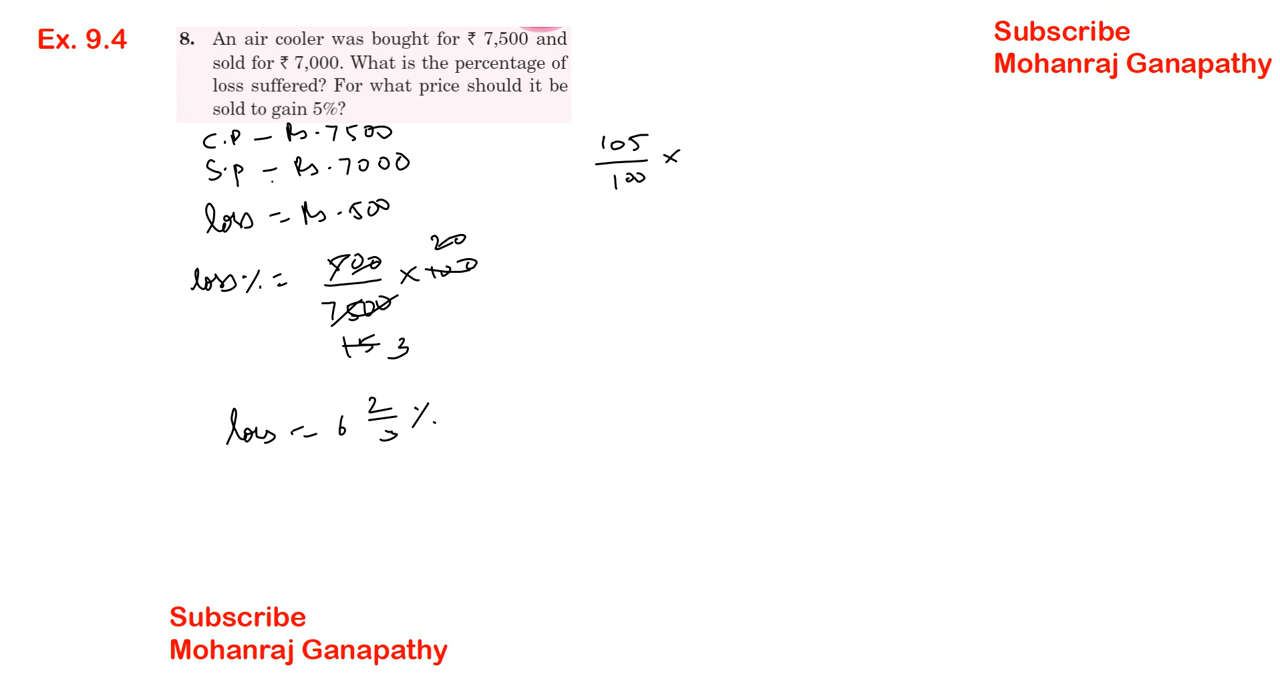 Ex. 9.4
8. An air cooler was bought for ₹ 7,500 and
sold for ₹ 7,000. What is the percentage of
loss suffered? For what price should it be
sold to gain 5%?
C.P – Rs.7500
S.P – Rs.7000
loss = Rs.500
20
loss% = 500/7500 × 100
15 3
loss = 6 2/3 %
105/100 ×
Subscribe
Mohanraj Ganapathy
Subscribe
Mohanraj Ganapathy